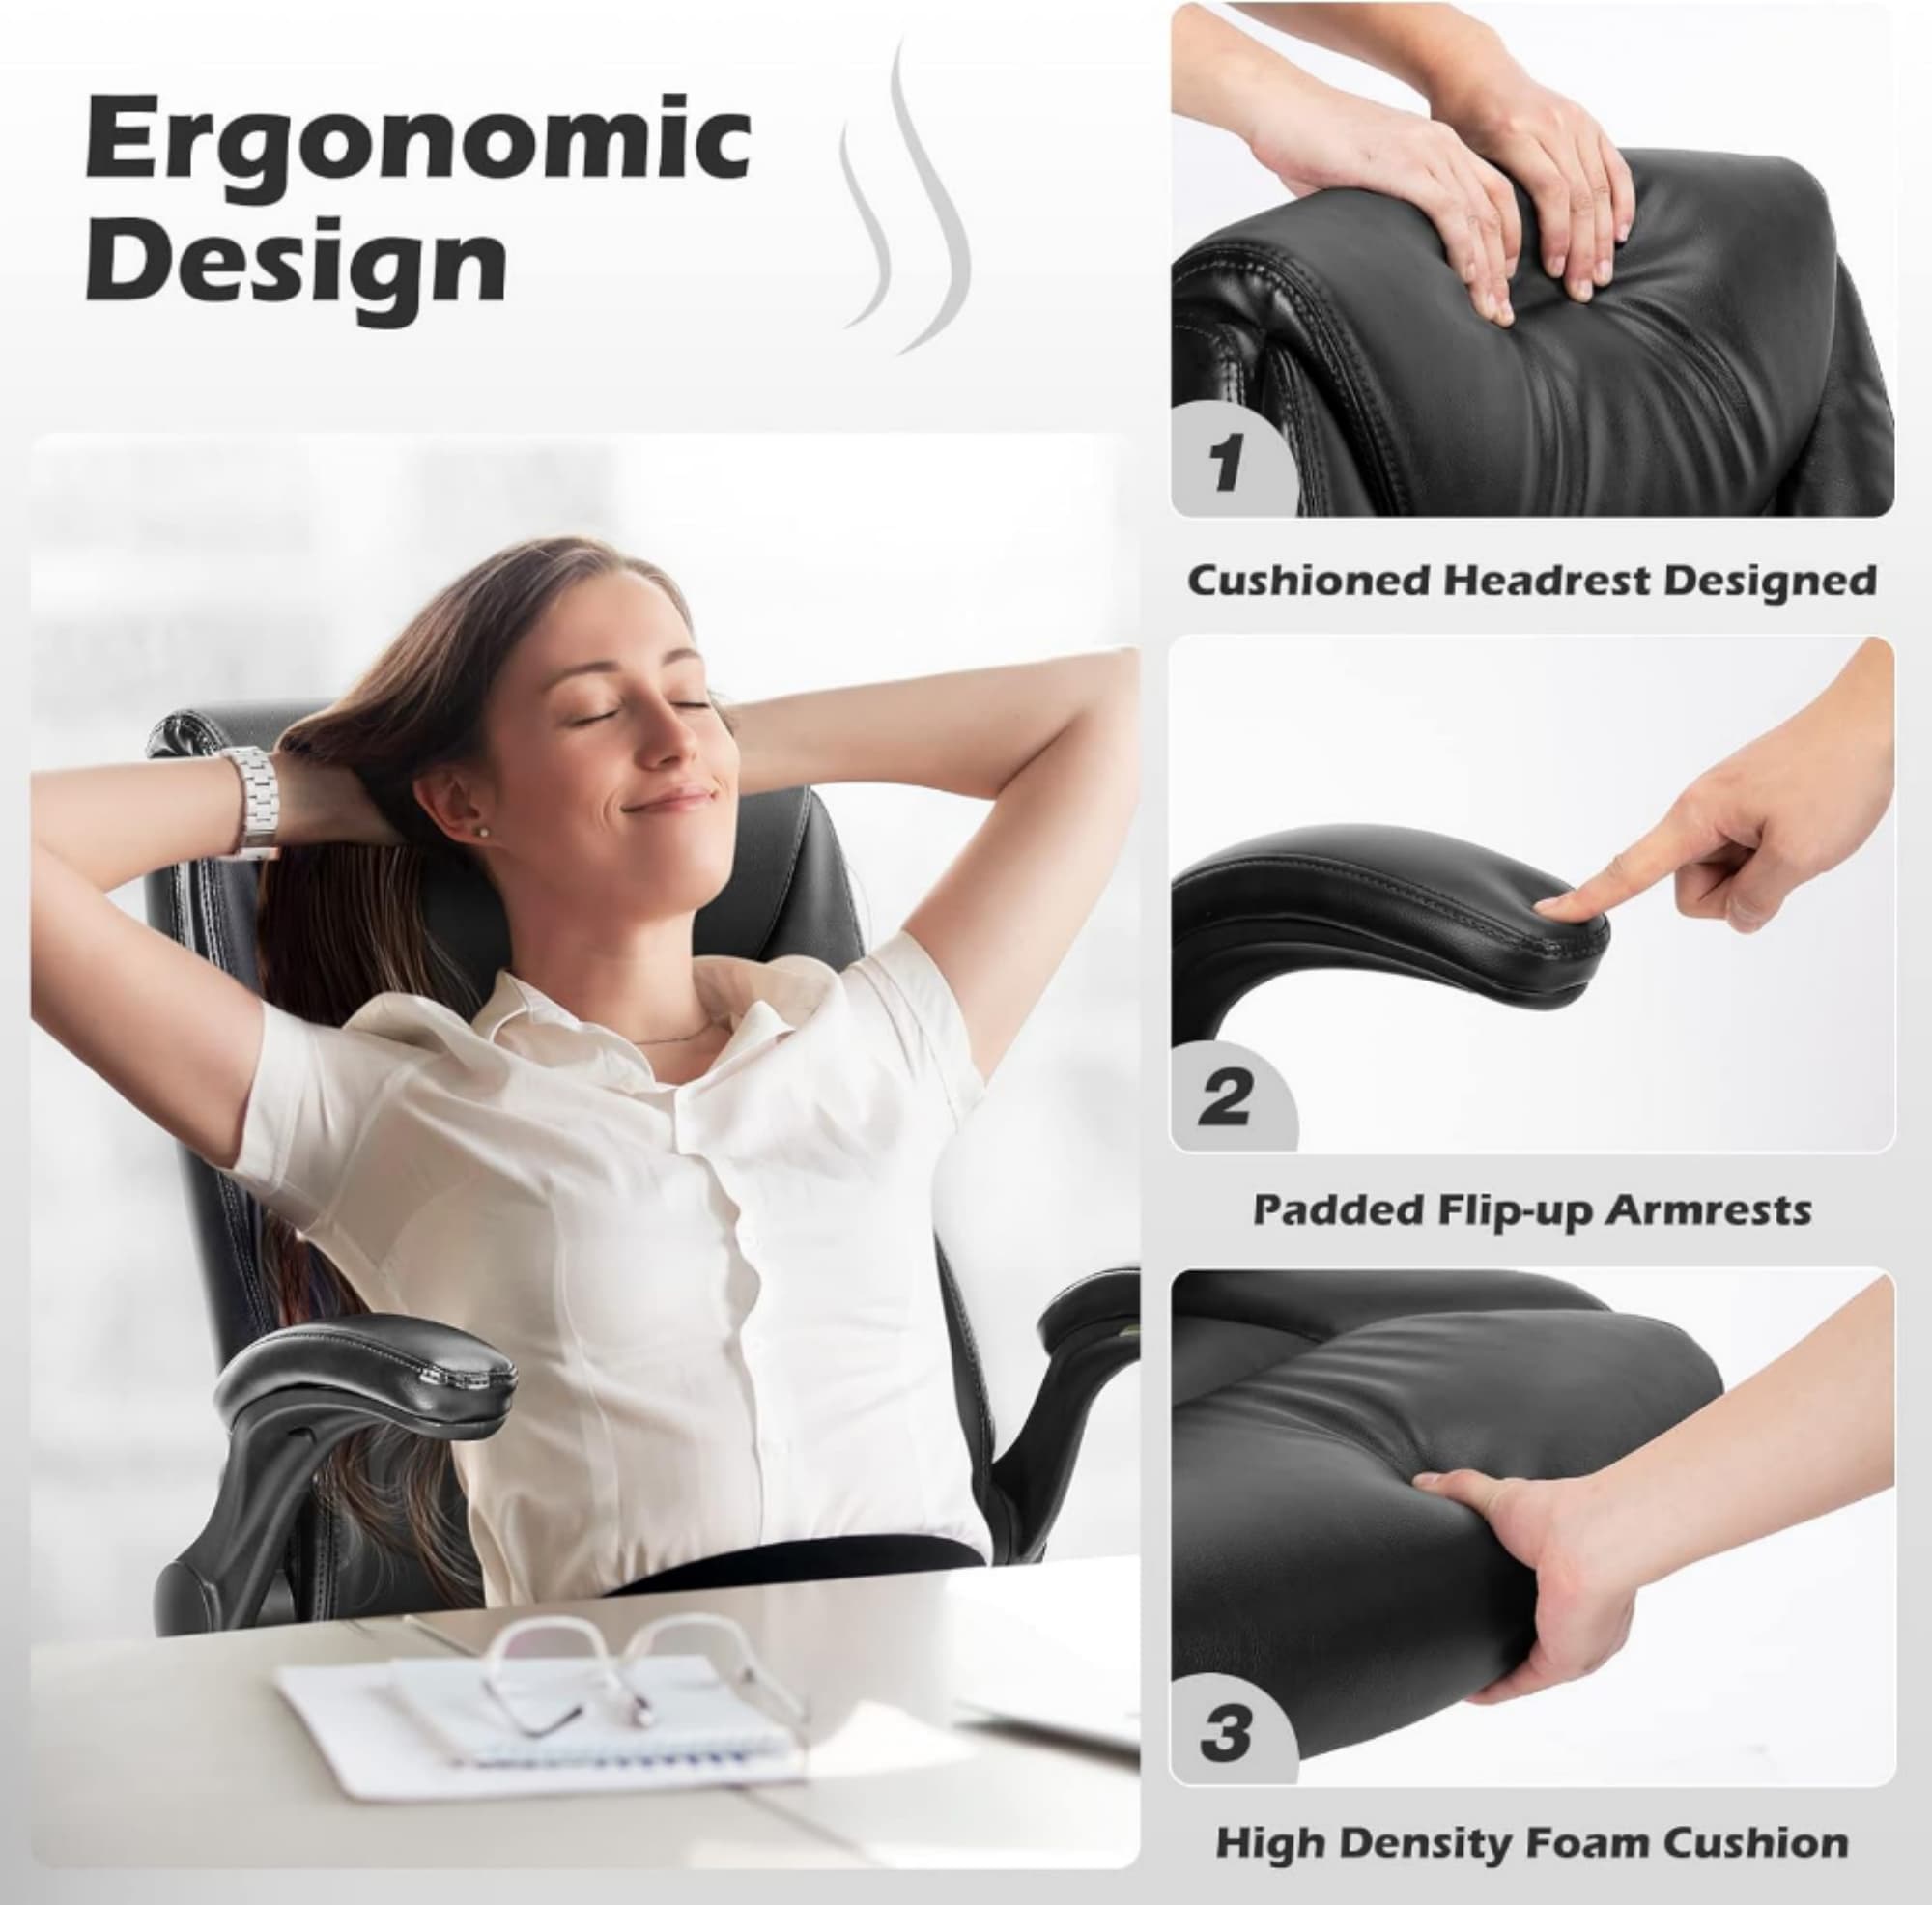 Ergonomic
Design
1
Cushioned Headrest Designed
2
Padded Flip-up Armrests
3
High Density Foam Cushion